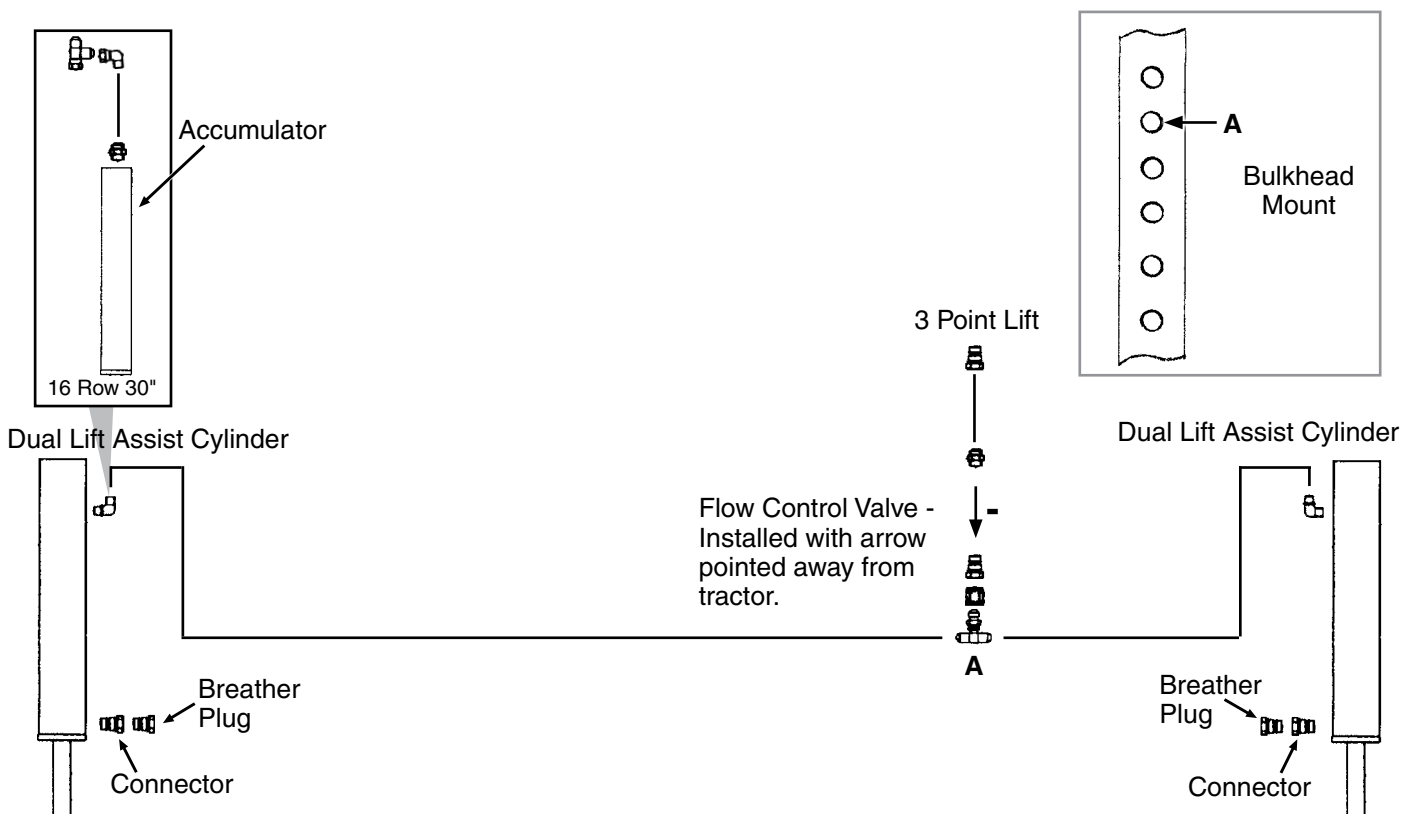 Accumulator
16 Row 30"
Dual Lift Assist Cylinder
A
Bulkhead
Mount
3 Point Lift
Dual Lift Assist Cylinder
Flow Control Valve -
Installed with arrow
pointed away from
tractor.
-
A
Breather
Plug
Connector
Breather
Plug
Connector